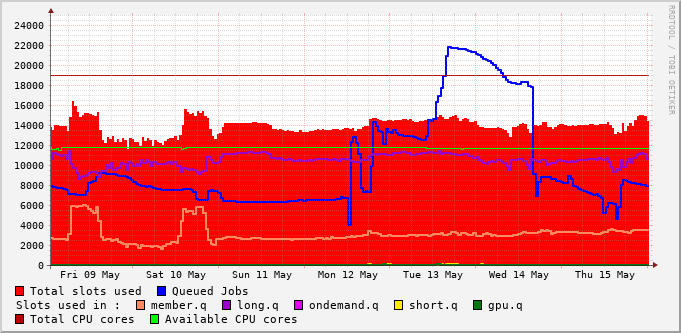 RRDTOOL / TOBI OETIKER
24000
22000
20000
18000
16000
14000
12000
10000
8000
6000
4000
2000
0
Fri 09 May Sat 10 May Sun 11 May Mon 12 May Tue 13 May Wed 14 May Thu 15 May
Total slots used Queued Jobs
Slots used in : member.q long.q ondemand.q short.q gpu.q
Total CPU cores Available CPU cores